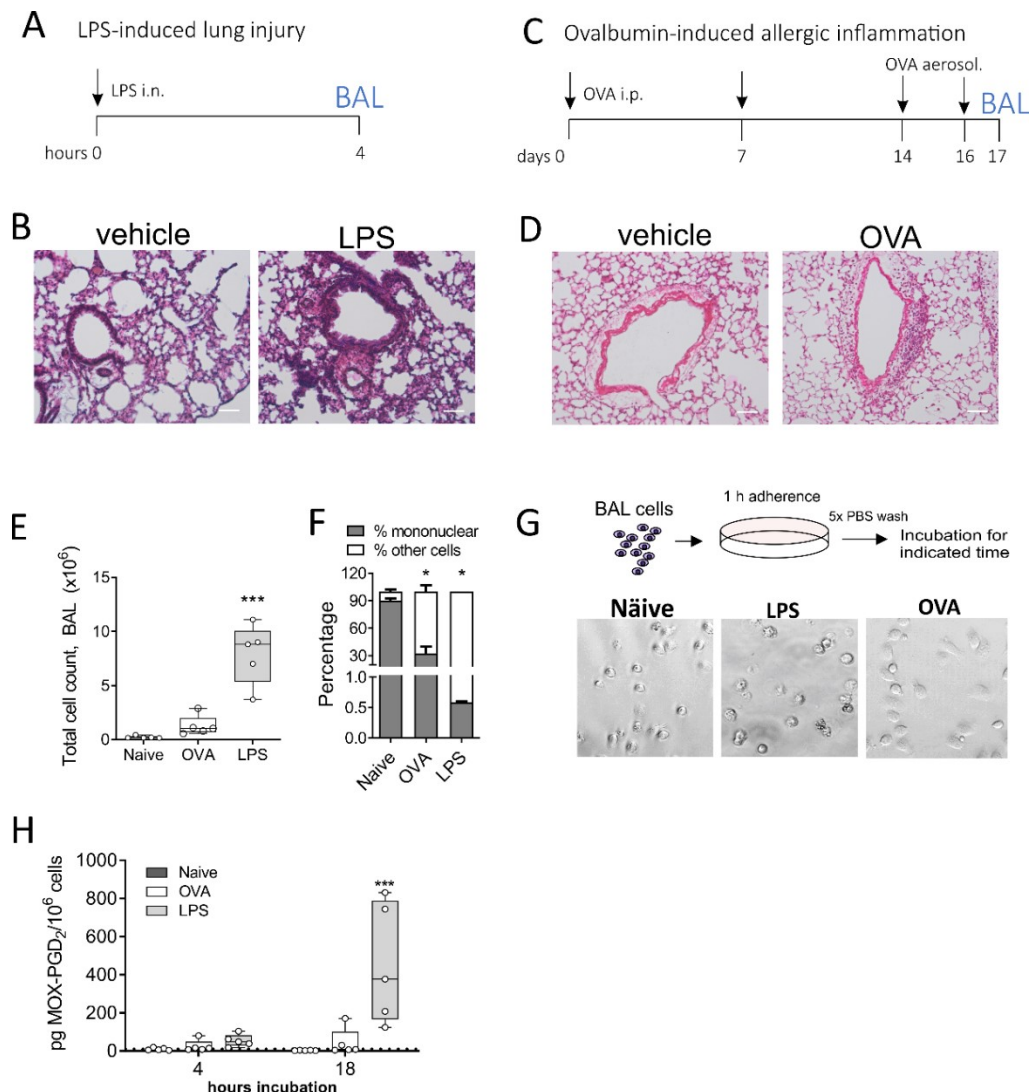 A LPS-induced lung injury
LPS i.n.
BAL
hours 0 4
C Ovalbumin-induced allergic inflammation
OVA i.p.
OVA aerosol.
BAL
days 0 7 14 16 17
B vehicle LPS
D vehicle OVA
E
Total cell count, BAL (x10⁶)
15
10
5
0
***
Naive OVA LPS
F
% mononuclear
% other cells
Percentage
120
90
60
30
1.0
0.5
0.0
* *
Naive OVA LPS
G
BAL cells
1 h adherence
5x PBS wash
Incubation for
indicated time
Näive LPS OVA
H
pg MOX-PGD₂/10⁶ cells
1000
800
600
400
200
0
Naive
OVA
LPS
***
4 18
hours incubation